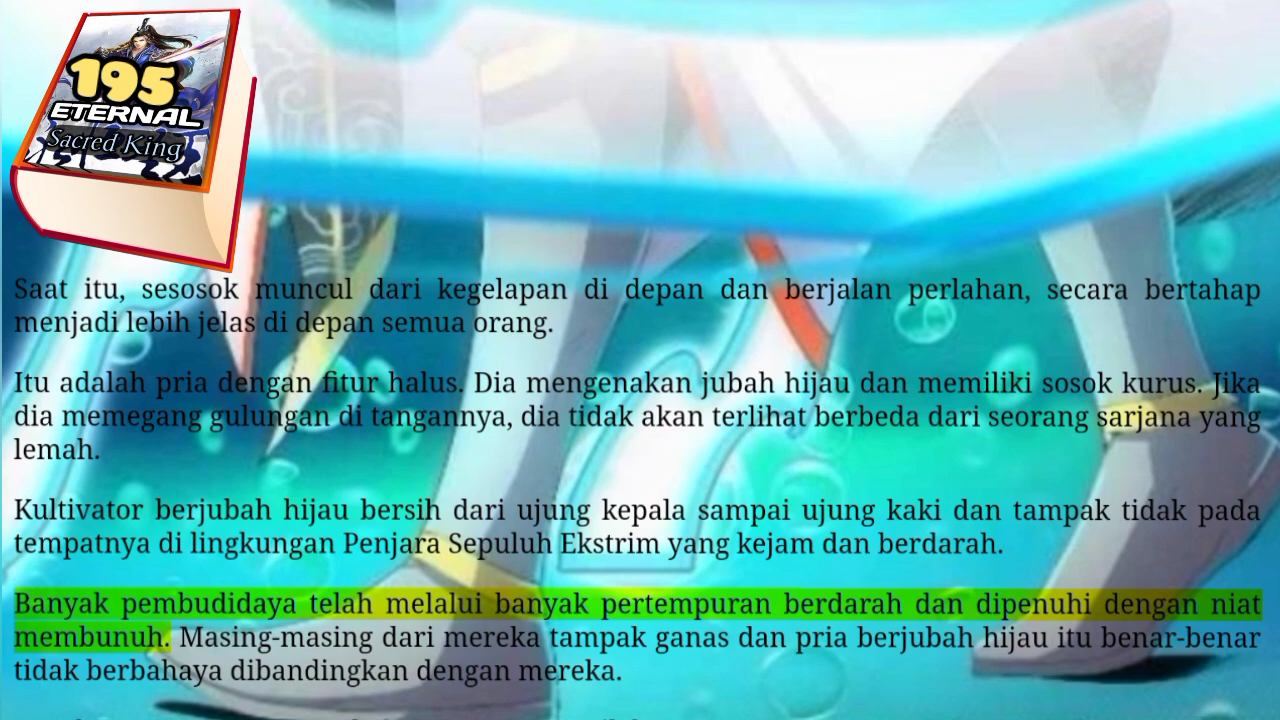 195
ETERNAL
Sacred King
Saat itu, sesosok muncul dari kegelapan di depan dan berjalan perlahan, secara bertahap
menjadi lebih jelas di depan semua orang.
Itu adalah pria dengan fitur halus. Dia mengenakan jubah hijau dan memiliki sosok kurus. Jika
dia memegang gulungan di tangannya, dia tidak akan terlihat berbeda dari seorang sarjana yang
lemah.
Kultivator berjubah hijau bersih dari ujung kepala sampai ujung kaki dan tampak tidak pada
tempatnya di lingkungan Penjara Sepuluh Ekstrim yang kejam dan berdarah.
Banyak pembudidaya telah melalui banyak pertempuran berdarah dan dipenuhi dengan niat
membunuh. Masing-masing dari mereka tampak ganas dan pria berjubah hijau itu benar-benar
tidak berbahaya dibandingkan dengan mereka.